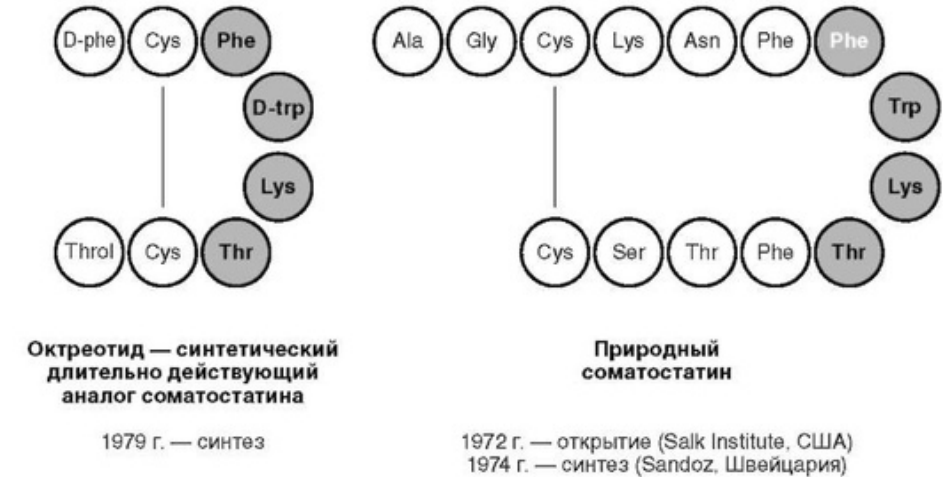 D-phe Cys Phe Ala Gly Cys Lys Asn Phe Phe
D-trp Trp
Lys Lys
Throl Cys Thr Cys Ser Thr Phe Thr
Октреотид — синтетический
длительно действующий
аналог соматостатина
1979 г. — синтез
Природный
соматостатин
1972 г. — открытие (Salk Institute, США)
1974 г. — синтез (Sandoz, Швейцария)